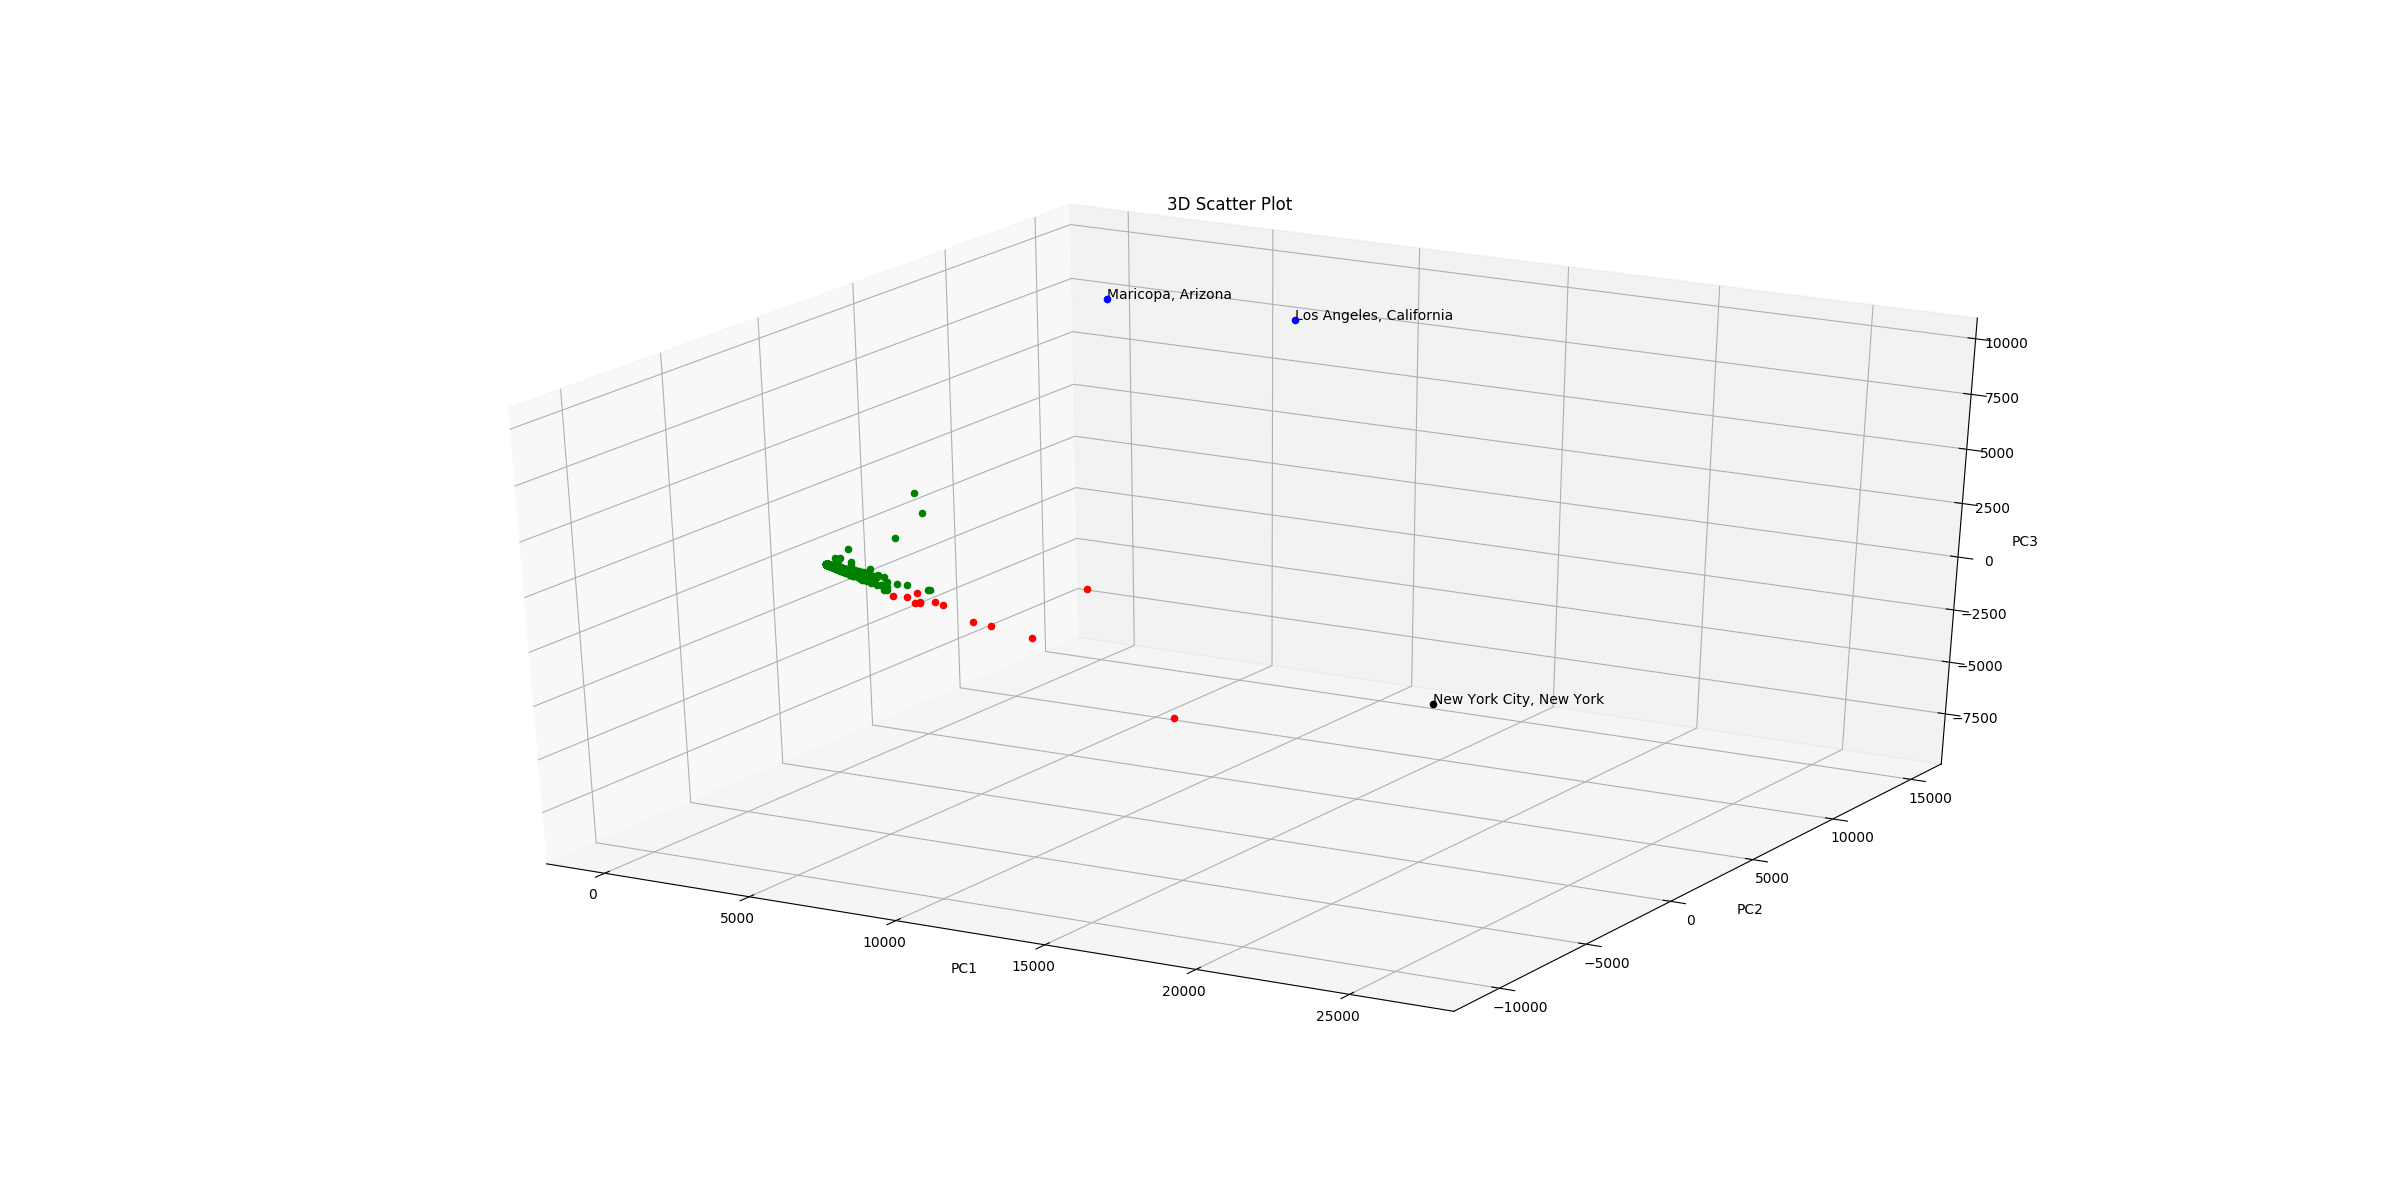 3D Scatter Plot
Maricopa, Arizona
Los Angeles, California
New York City, New York
10000
7500
5000
2500
0
−2500
−5000
−7500
PC3
15000
10000
5000
0
−5000
−10000
PC2
0
5000
10000
15000
20000
25000
PC1